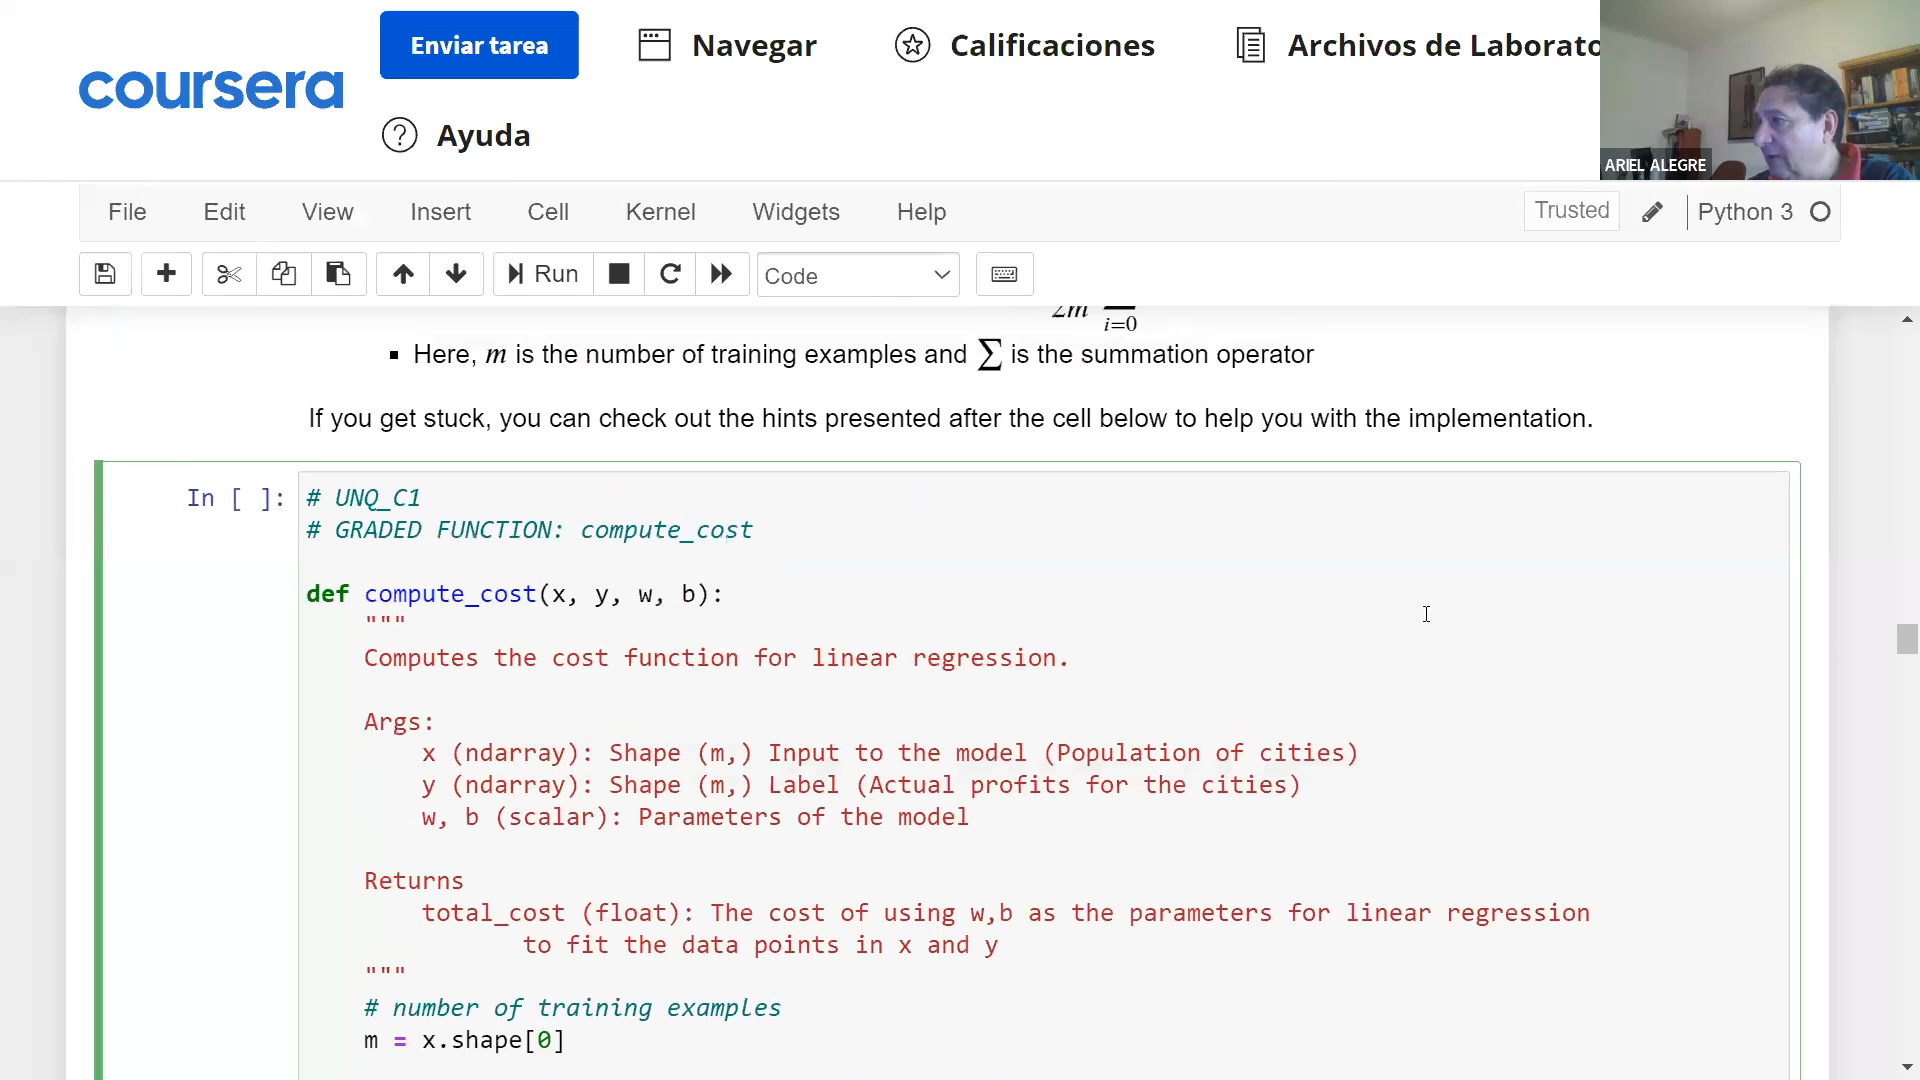 Enviar tarea
Navegar
Calificaciones
Archivos de Laborato
coursera
Ayuda
ARIEL ALEGRE
File Edit View Insert Cell Kernel Widgets Help
Trusted
Python 3
Run
Code
2m
i=0
Here, m is the number of training examples and ∑ is the summation operator
If you get stuck, you can check out the hints presented after the cell below to help you with the implementation.
In [ ]:
# UNQ_C1
# GRADED FUNCTION: compute_cost
def compute_cost(x, y, w, b):
"""
Computes the cost function for linear regression.
Args:
x (ndarray): Shape (m,) Input to the model (Population of cities)
y (ndarray): Shape (m,) Label (Actual profits for the cities)
w, b (scalar): Parameters of the model
Returns
total_cost (float): The cost of using w,b as the parameters for linear regression
to fit the data points in x and y
"""
# number of training examples
m = x.shape[0]